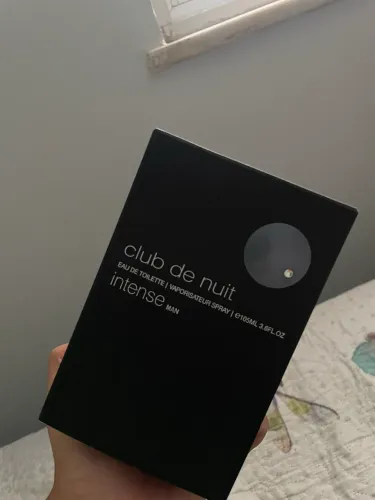 club de nuit
EAU DE TOILETTE | VAPORISATEUR SPRAY | ℮105ML 3.6FL.OZ
intense MAN